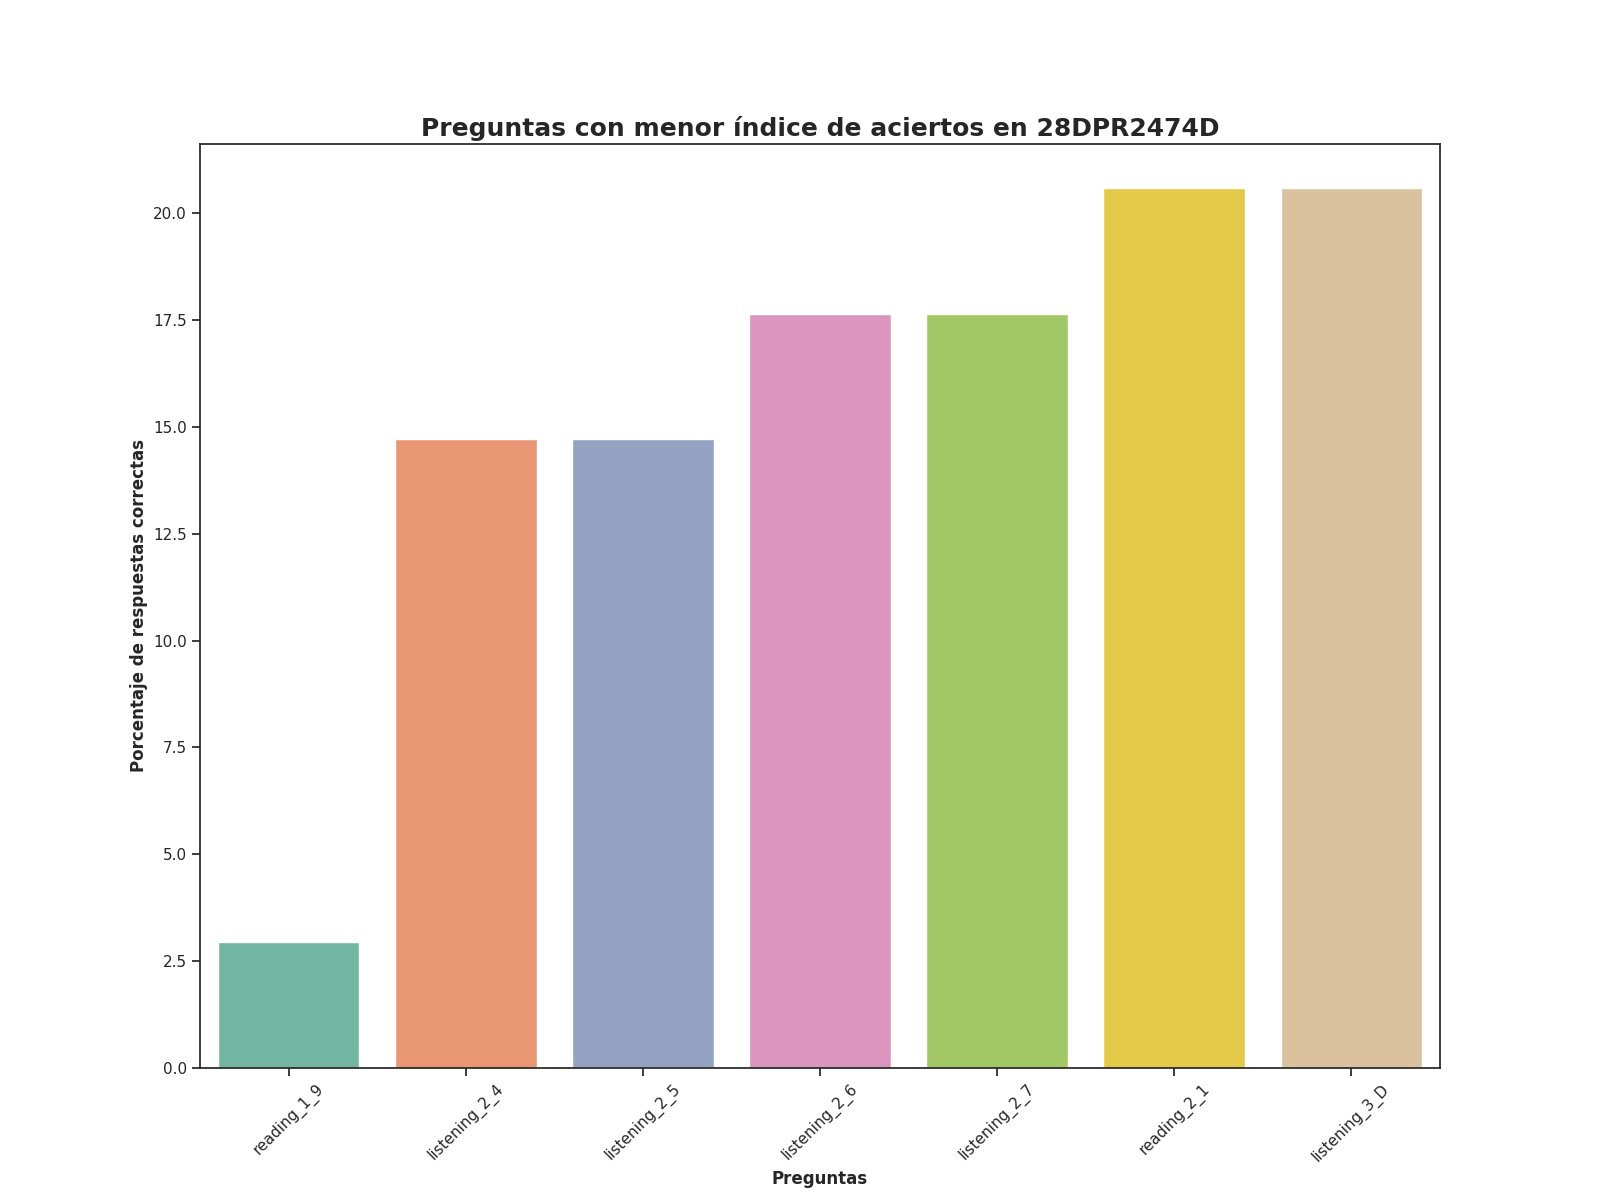 Preguntas con menor índice de aciertos en 28DPR2474D
Porcentaje de respuestas correctas
20.0
17.5
15.0
12.5
10.0
7.5
5.0
2.5
0.0
reading_1_9
listening_2_4
listening_2_5
listening_2_6
listening_2_7
reading_2_1
listening_3_D
Preguntas